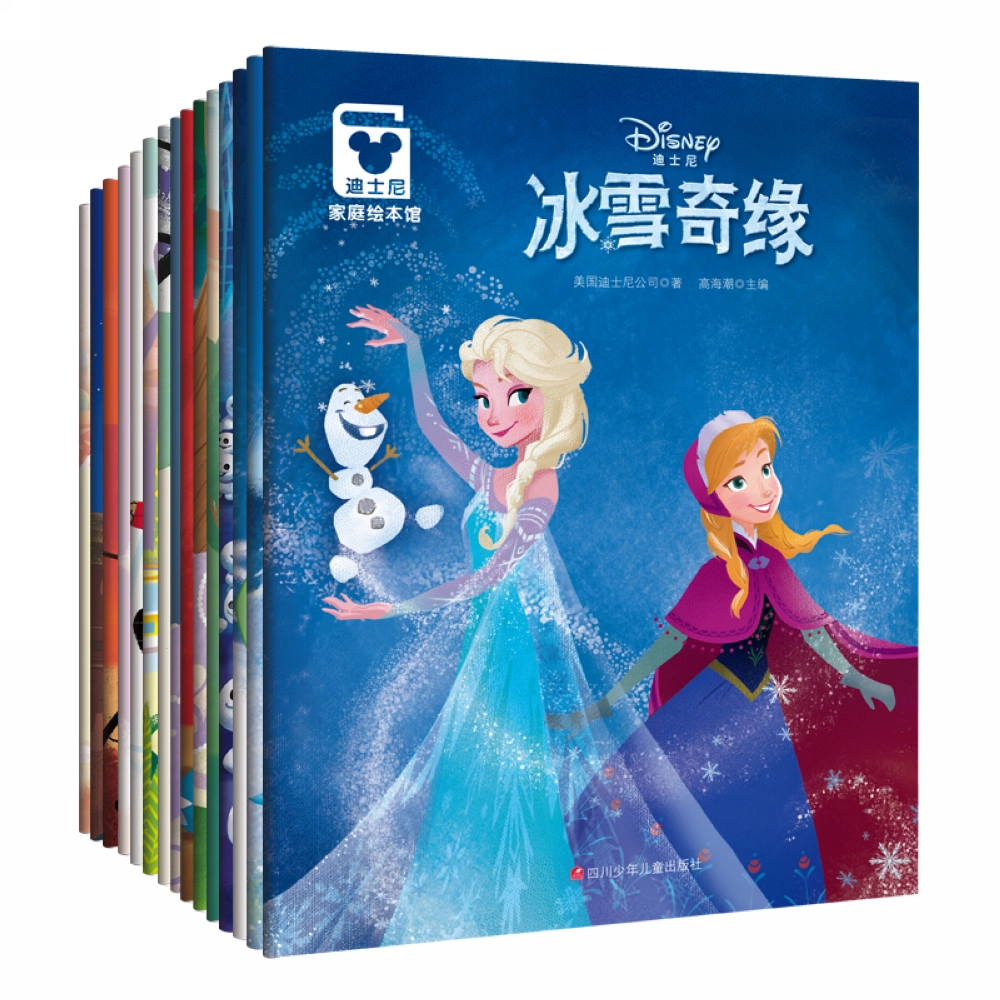 迪士尼
家庭绘本馆
Disney
迪士尼
冰雪奇缘
美国迪士尼公司◎著 高海潮◎主编
四川少年儿童出版社